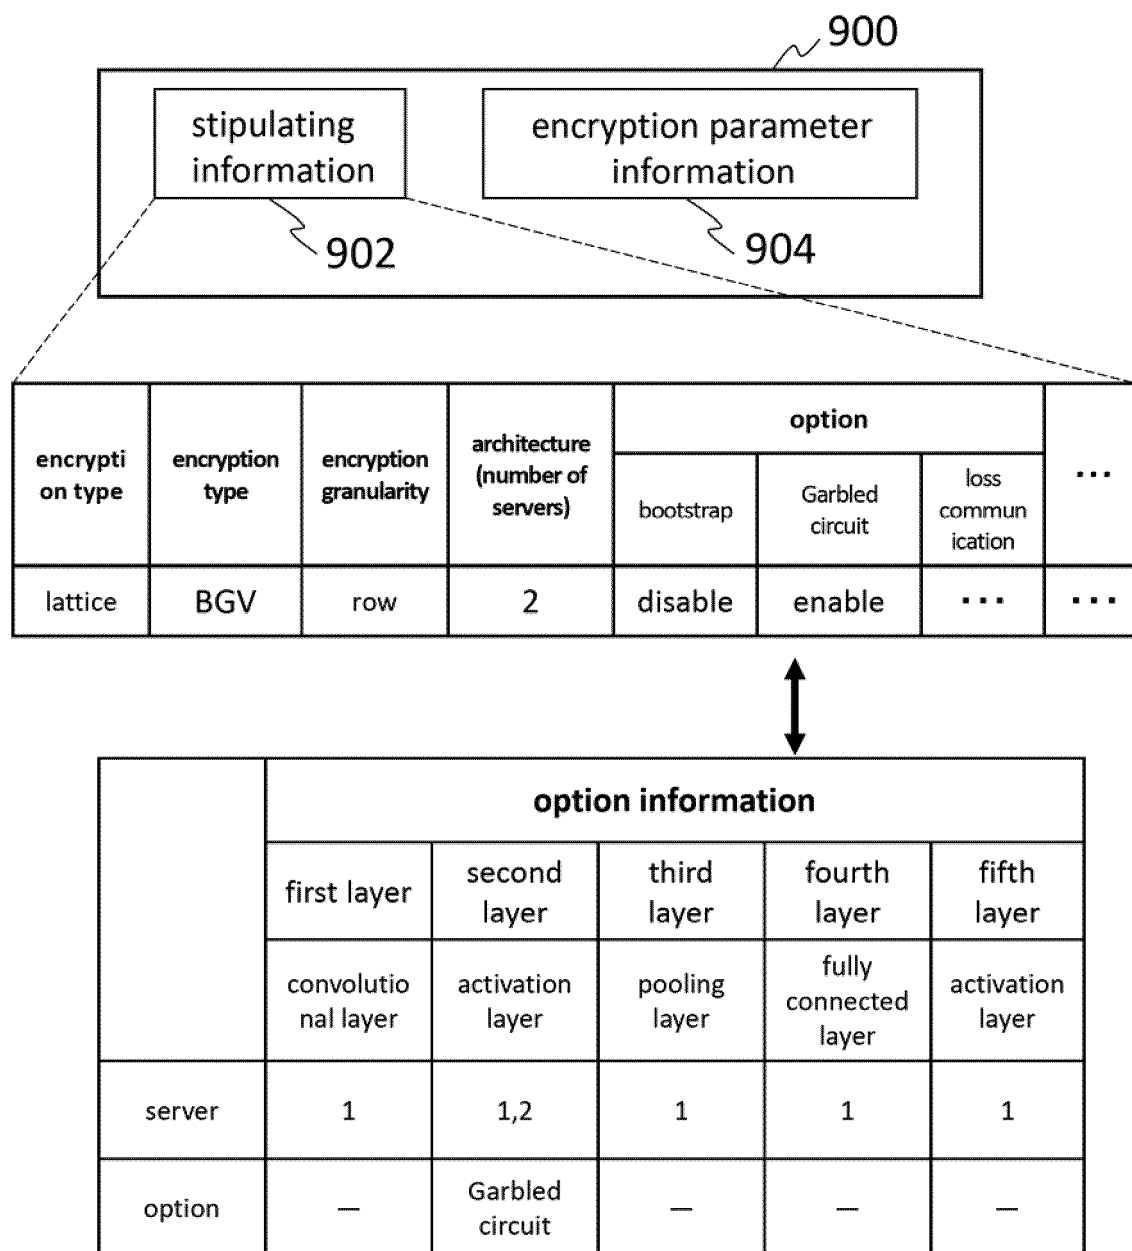 900
stipulating
information
encryption parameter
information
902
904
encrypti
on type
encryption
type
encryption
granularity
architecture
(number of
servers)
option
bootstrap
Garbled
circuit
loss
commun
ication
...
lattice
BGV
row
2
disable
enable
...
...
option information
first layer
second
layer
third
layer
fourth
layer
fifth
layer
convolutio
nal layer
activation
layer
pooling
layer
fully
connected
layer
activation
layer
server
1
1,2
1
1
1
option
—
Garbled
circuit
—
—
—